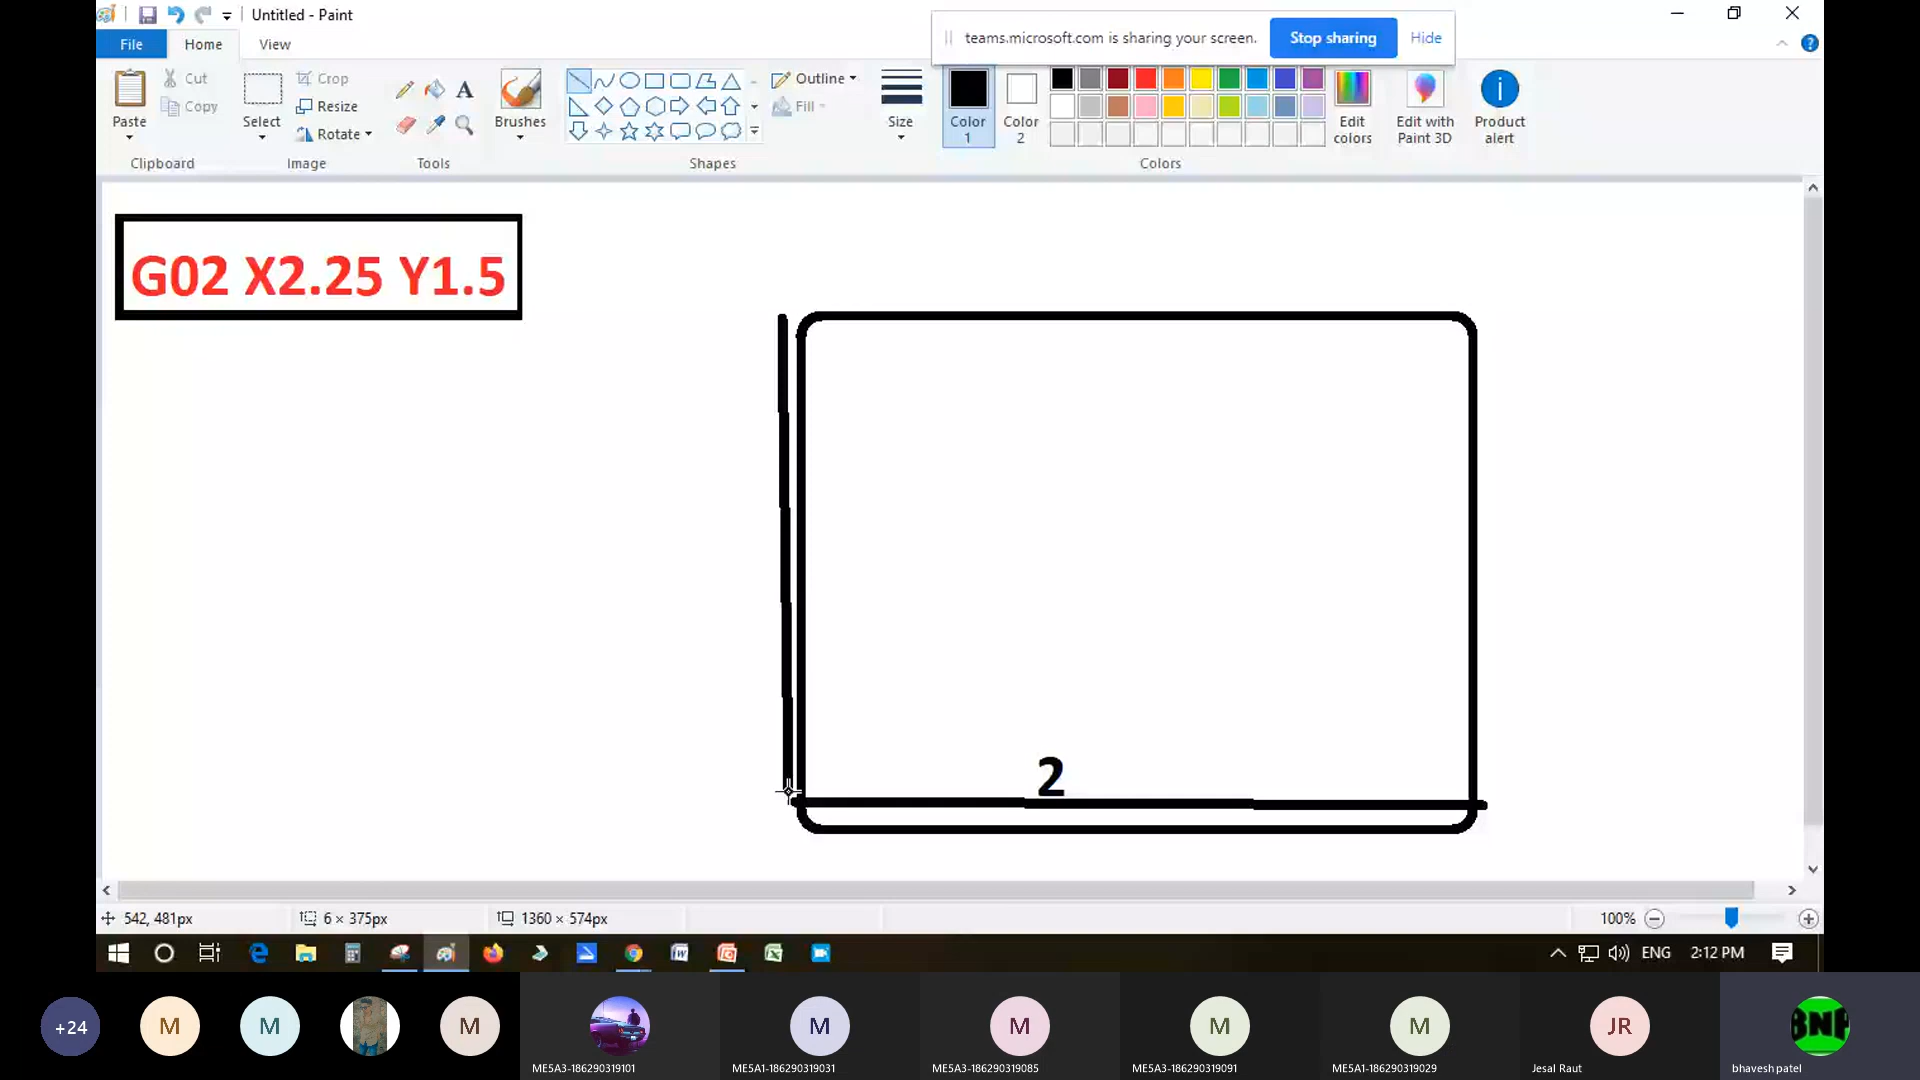 Untitled - Paint
teams.microsoft.com is sharing your screen.
Stop sharing
Hide
File
Home
View
Paste
Cut
Copy
Clipboard
Select
Crop
Resize
Rotate
Image
A
Tools
Brushes
Shapes
Outline
Fill
Size
Color
1
Color
2
Colors
Edit
colors
Edit with
Paint 3D
Product
alert
G02 X2.25 Y1.5
2
542, 481px
6 × 375px
1360 × 574px
100%
ENG
2:12 PM
+24
M
M
M
M
M
M
M
JR
BNP
ME5A3-186290319101
ME5A1-186290319031
ME5A3-186290319085
ME5A3-186290319091
ME5A1-186290319029
Jesal Raut
bhavesh patel